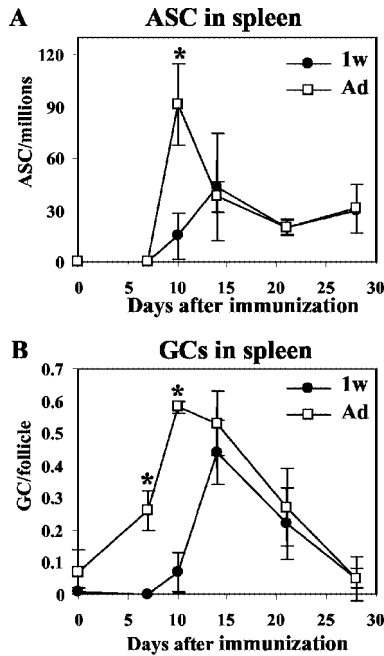 A ASC in spleen
*
1w
Ad
ASC/millions
120
90
60
30
0
0 5 10 15 20 25 30
Days after immunization
B GCs in spleen
* *
1w
Ad
GC/follicle
0.7
0.6
0.5
0.4
0.3
0.2
0.1
0
0 5 10 15 20 25 30
Days after immunization